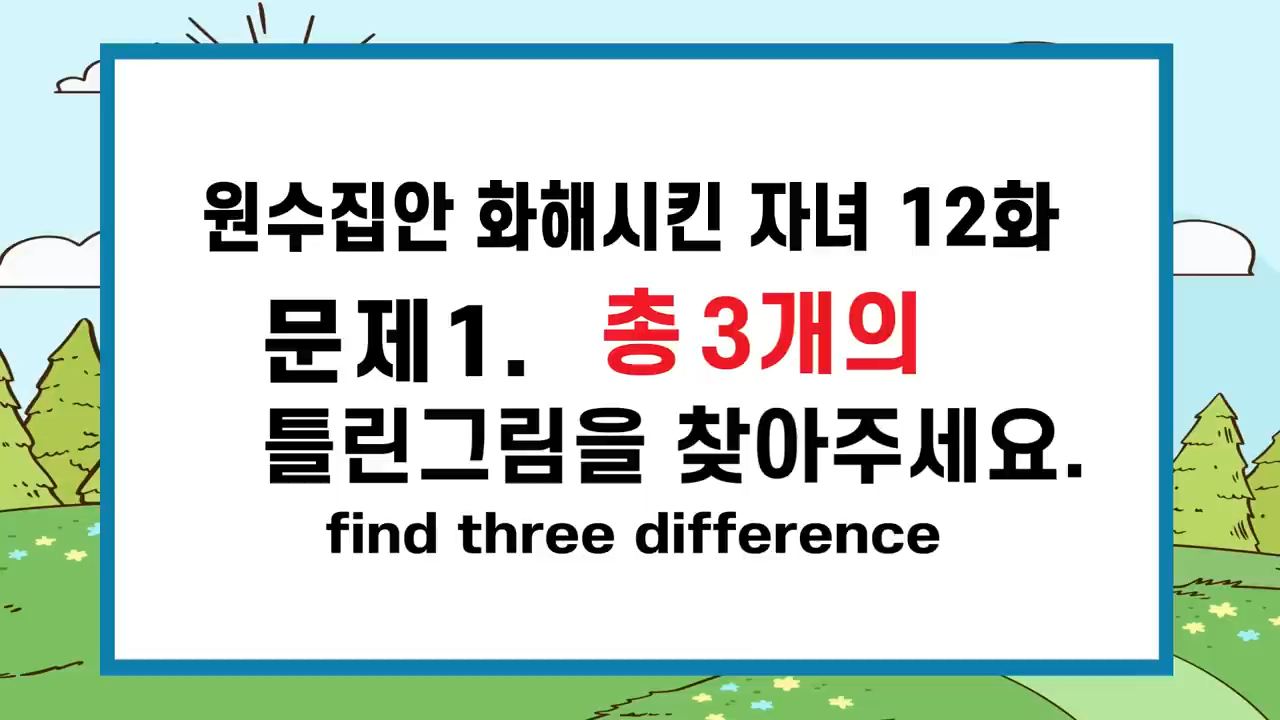 원수집안 화해시킨 자녀 12화
문제1. 총3개의
틀린그림을 찾아주세요.
find three difference